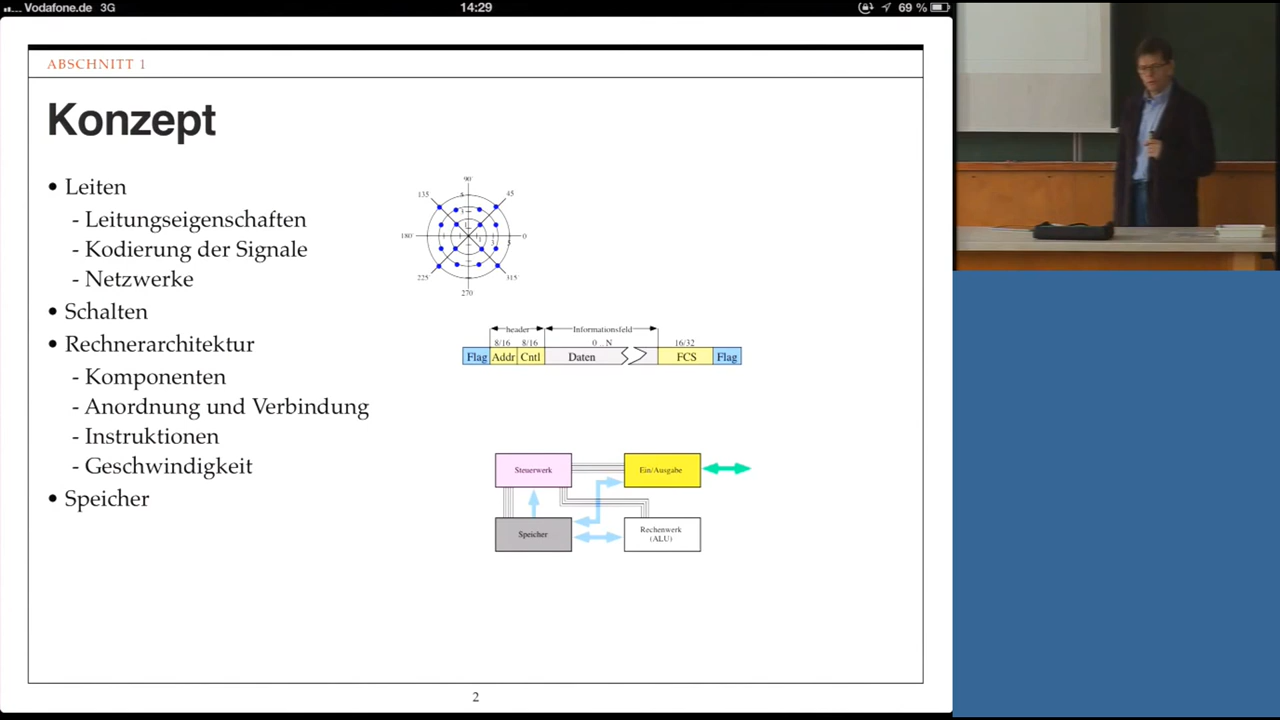 Vodafone.de 3G 14:29 69 %
ABSCHNITT 1
Konzept
• Leiten
- Leitungseigenschaften
- Kodierung der Signale
- Netzwerke
• Schalten
• Rechnerarchitektur
- Komponenten
- Anordnung und Verbindung
- Instruktionen
- Geschwindigkeit
• Speicher
90°
135 45
180° 0
225° 315
270
header Informationsfeld
8/16 8/16 0 .. N 16/32
Flag Addr Cntl Daten FCS Flag
Steuerwerk Ein/Ausgabe
Speicher Rechenwerk
(ALU)
2